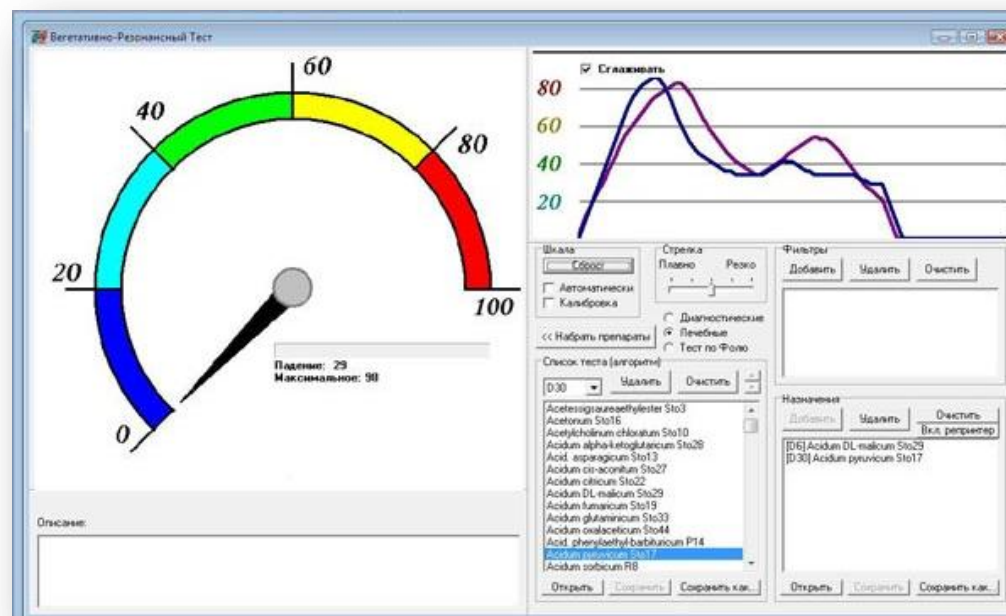 Вегетативно-Резонансный Тест
60
40
80
20
100
0
Падение: 29
Максимальное: 98
Описание:
Сглаживать
80
60
40
20
Шкала
Сброс
Автоматически
Калибровка
Стрелка
Плавно Резко
<< Набрать препараты
Диагностические
Лечебные
Тест по Фолю
Список теста (алгоритм)
D30 Удалить Очистить
Acetessigsaureaethylester Sto3
Acetonum Sto16
Acetylcholinum chloratum Sto10
Acidum alpha-ketoglutaricum Sto28
Acid. asparagicum Sto13
Acidum cis-aconitum Sto27
Acidum citricum Sto22
Acidum DL-malicum Sto29
Acidum fumaricum Sto19
Acidum glutaminicum Sto33
Acidum oxalaceticum Sto44
Acid. phenylaethyl-barbituricum P14
Acidum pyruvicum Sto17
Acidum sorbicum FI8
Открыть Сохранить Сохранить как...
Фильтры
Добавить Удалить Очистить
Назначения
Добавить Удалить Очистить
Вкл. репринтер
[D6] Acidum DL-malicum Sto29
[D30] Acidum pyruvicum Sto17
Открыть Сохранить Сохранить как...